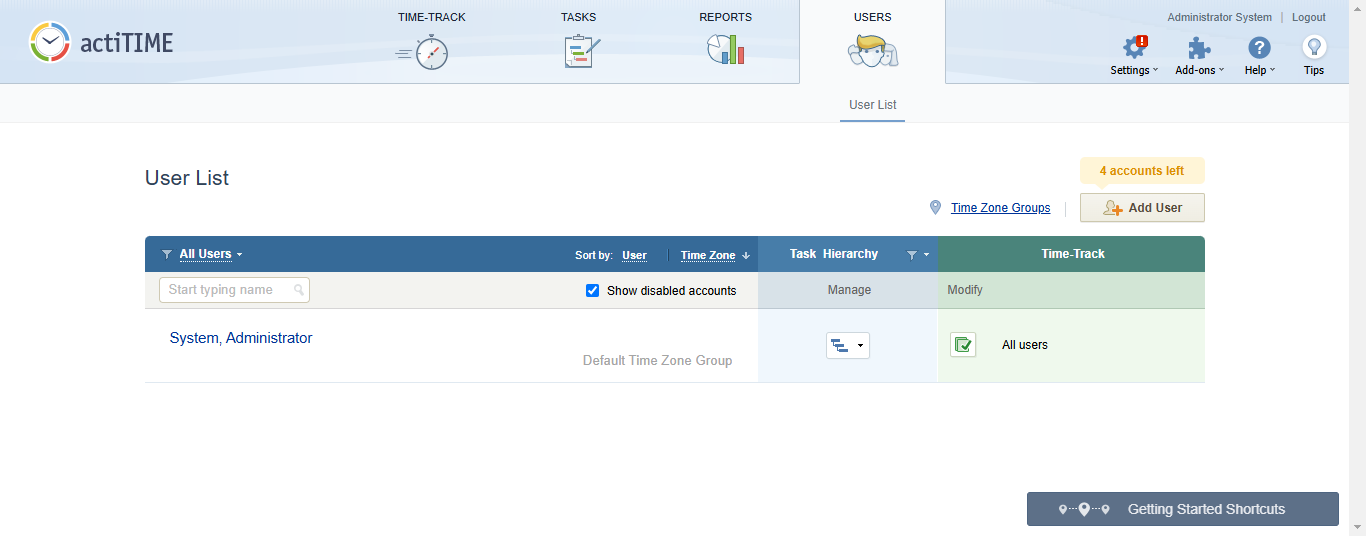 actiTIME
TIME-TRACK
TASKS
REPORTS
USERS
Administrator System
Logout
Settings
Add-ons
Help
Tips
User List
User List
4 accounts left
Time Zone Groups
Add User
All Users
Sort by: User
Time Zone
Task Hierarchy
Time-Track
Start typing name
Show disabled accounts
Manage
Modify
System, Administrator
Default Time Zone Group
All users
Getting Started Shortcuts